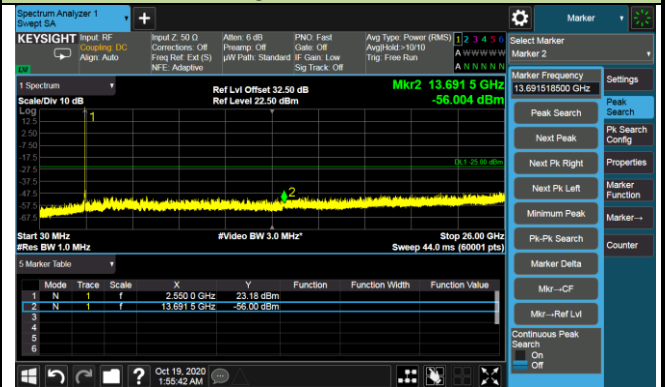 Spectrum Analyzer 1
Swept SA
+
Marker
KEYSIGHT
Input: RF
Coupling: DC
Align: Auto
Input Z: 50 Ω
Corrections: Off
Freq Ref: Ext (S)
NFE: Adaptive
Atten: 6 dB
Preamp: Off
µW Path: Standard
PNO: Fast
Gate: Off
IF Gain: Low
Sig Track: Off
Avg Type: Power (RMS)
Avg|Hold:>10/10
Trig: Free Run
1 2 3 4 5 6
A W W W W W
A N N N N N
Select Marker
Marker 2
1 Spectrum
Scale/Div 10 dB
Ref Lvl Offset 32.50 dB
Ref Level 22.50 dBm
Mkr2 13.691 5 GHz
-56.004 dBm
Log
12.5
2.50
-7.50
-17.5
-27.5
-37.5
-47.5
-57.5
-67.5
1
2
DL1 -25.00 dBm
Start 30 MHz
#Res BW 1.0 MHz
#Video BW 3.0 MHz*
Stop 26.00 GHz
Sweep 44.0 ms (60001 pts)
5 Marker Table
Mode Trace Scale X Y Function Function Width Function Value
1 N 1 f 2.550 0 GHz 23.18 dBm
2 N 1 f 13.691 5 GHz -56.00 dBm
3
4
5
6
Marker Frequency
13.691518500 GHz
Peak Search
Next Peak
Next Pk Right
Next Pk Left
Minimum Peak
Pk-Pk Search
Marker Delta
Mkr→CF
Mkr→Ref Lvl
Continuous Peak
Search
On
Off
Settings
Peak
Search
Pk Search
Config
Properties
Marker
Function
Marker→
Counter
?
Oct 19, 2020
1:55:42 AM